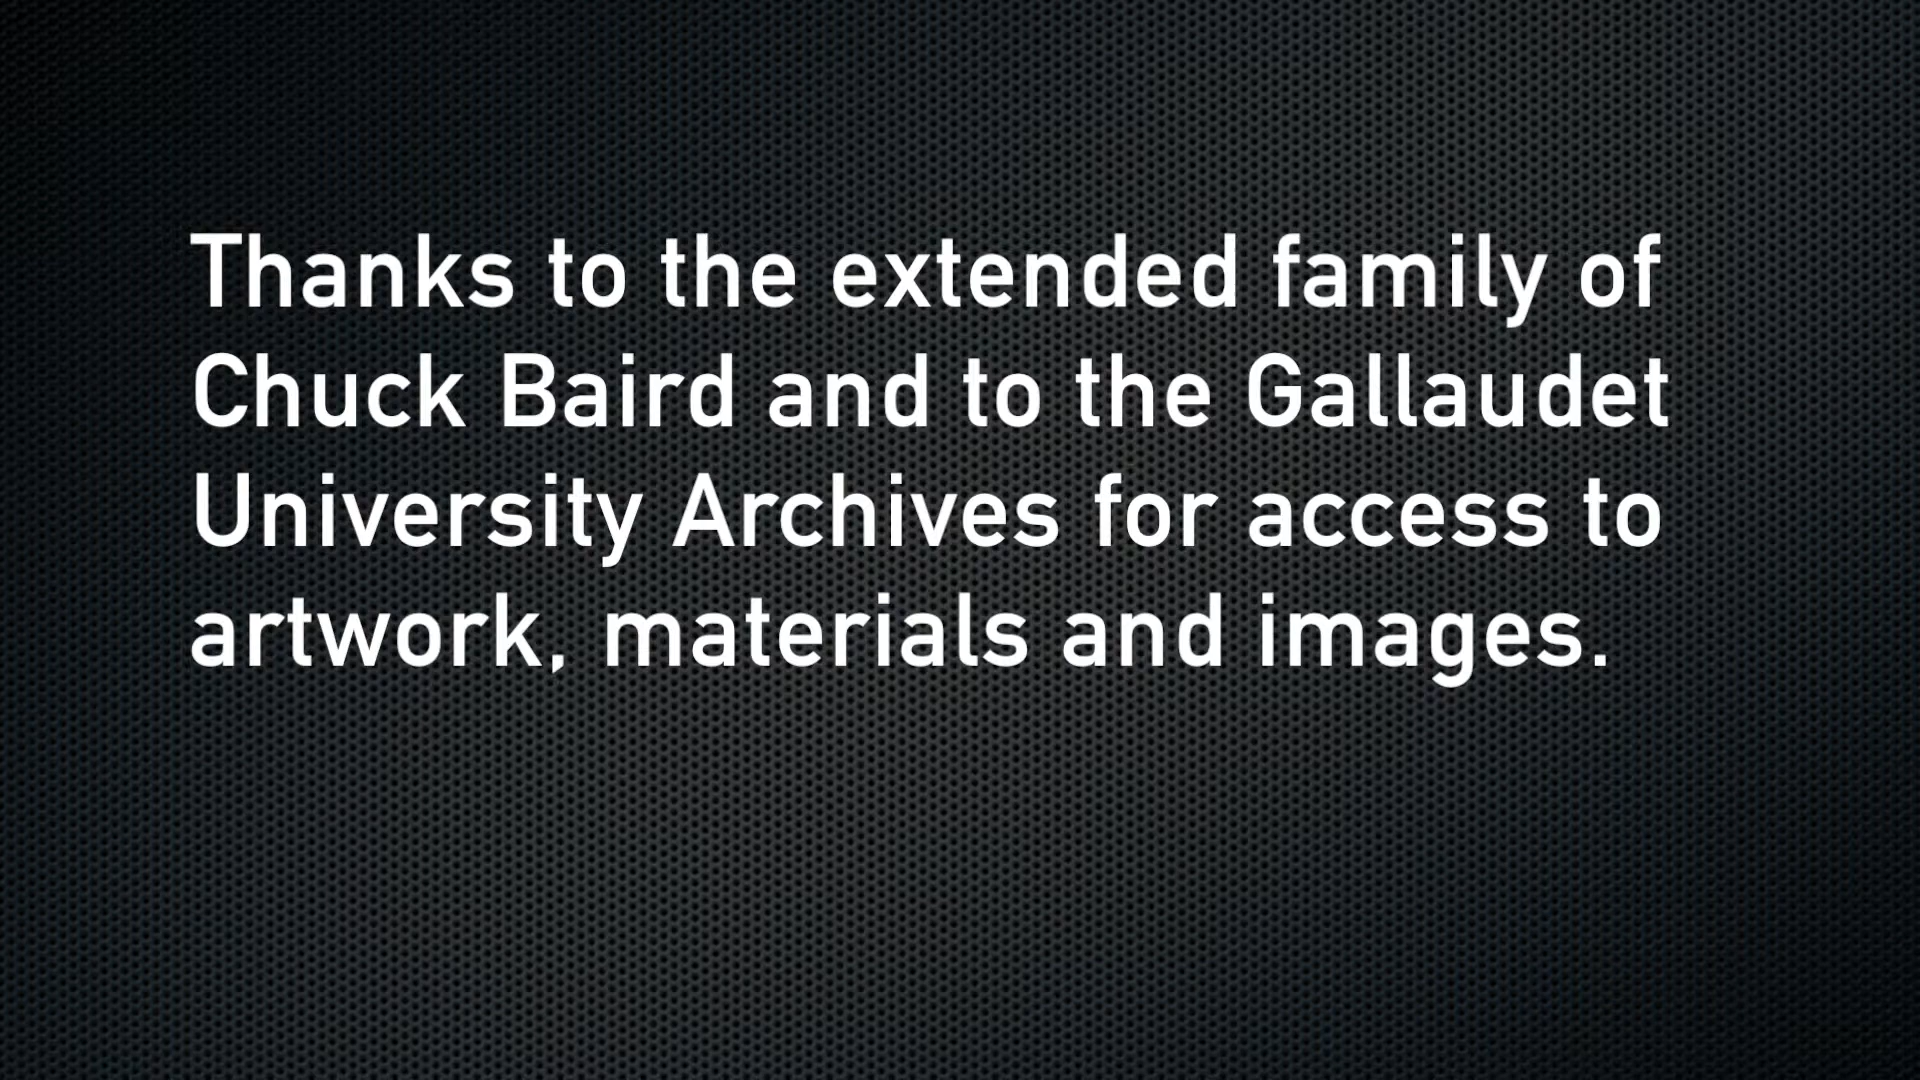 Thanks to the extended family of
Chuck Baird and to the Gallaudet
University Archives for access to
artwork, materials and images.